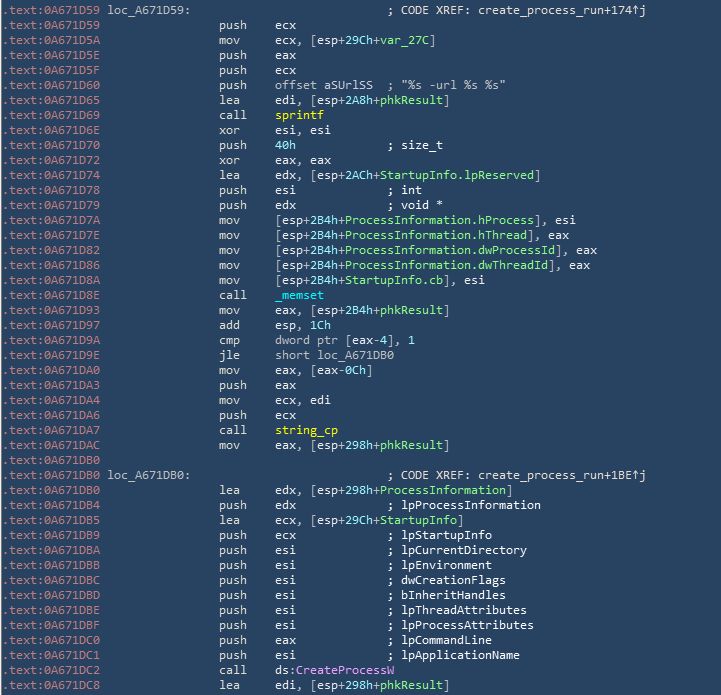 .text:0A671D59 loc_A671D59: ; CODE XREF: create_process_run+174↑j
.text:0A671D59 push ecx
.text:0A671D5A mov ecx, [esp+29Ch+var_27C]
.text:0A671D5E push eax
.text:0A671D5F push ecx
.text:0A671D60 push offset aSUrlSS ; "%s -url %s %s"
.text:0A671D65 lea edi, [esp+2A8h+phkResult]
.text:0A671D69 call sprintf
.text:0A671D6E xor esi, esi
.text:0A671D70 push 40h ; size_t
.text:0A671D72 xor eax, eax
.text:0A671D74 lea edx, [esp+2ACh+StartupInfo.lpReserved]
.text:0A671D78 push esi ; int
.text:0A671D79 push edx ; void *
.text:0A671D7A mov [esp+2B4h+ProcessInformation.hProcess], esi
.text:0A671D7E mov [esp+2B4h+ProcessInformation.hThread], eax
.text:0A671D82 mov [esp+2B4h+ProcessInformation.dwProcessId], eax
.text:0A671D86 mov [esp+2B4h+ProcessInformation.dwThreadId], eax
.text:0A671D8A mov [esp+2B4h+StartupInfo.cb], esi
.text:0A671D8E call _memset
.text:0A671D93 mov eax, [esp+2B4h+phkResult]
.text:0A671D97 add esp, 1Ch
.text:0A671D9A cmp dword ptr [eax-4], 1
.text:0A671D9E jle short loc_A671DB0
.text:0A671DA0 mov eax, [eax-0Ch]
.text:0A671DA3 push eax
.text:0A671DA4 mov ecx, edi
.text:0A671DA6 push ecx
.text:0A671DA7 call string_cp
.text:0A671DAC mov eax, [esp+298h+phkResult]
.text:0A671DB0
.text:0A671DB0 loc_A671DB0: ; CODE XREF: create_process_run+1BE↑j
.text:0A671DB0 lea edx, [esp+298h+ProcessInformation]
.text:0A671DB4 push edx ; lpProcessInformation
.text:0A671DB5 lea ecx, [esp+29Ch+StartupInfo]
.text:0A671DB9 push ecx ; lpStartupInfo
.text:0A671DBA push esi ; lpCurrentDirectory
.text:0A671DBB push esi ; lpEnvironment
.text:0A671DBC push esi ; dwCreationFlags
.text:0A671DBD push esi ; bInheritHandles
.text:0A671DBE push esi ; lpThreadAttributes
.text:0A671DBF push esi ; lpProcessAttributes
.text:0A671DC0 push eax ; lpCommandLine
.text:0A671DC1 push esi ; lpApplicationName
.text:0A671DC2 call ds:CreateProcessW
.text:0A671DC8 lea edi, [esp+298h+phkResult]